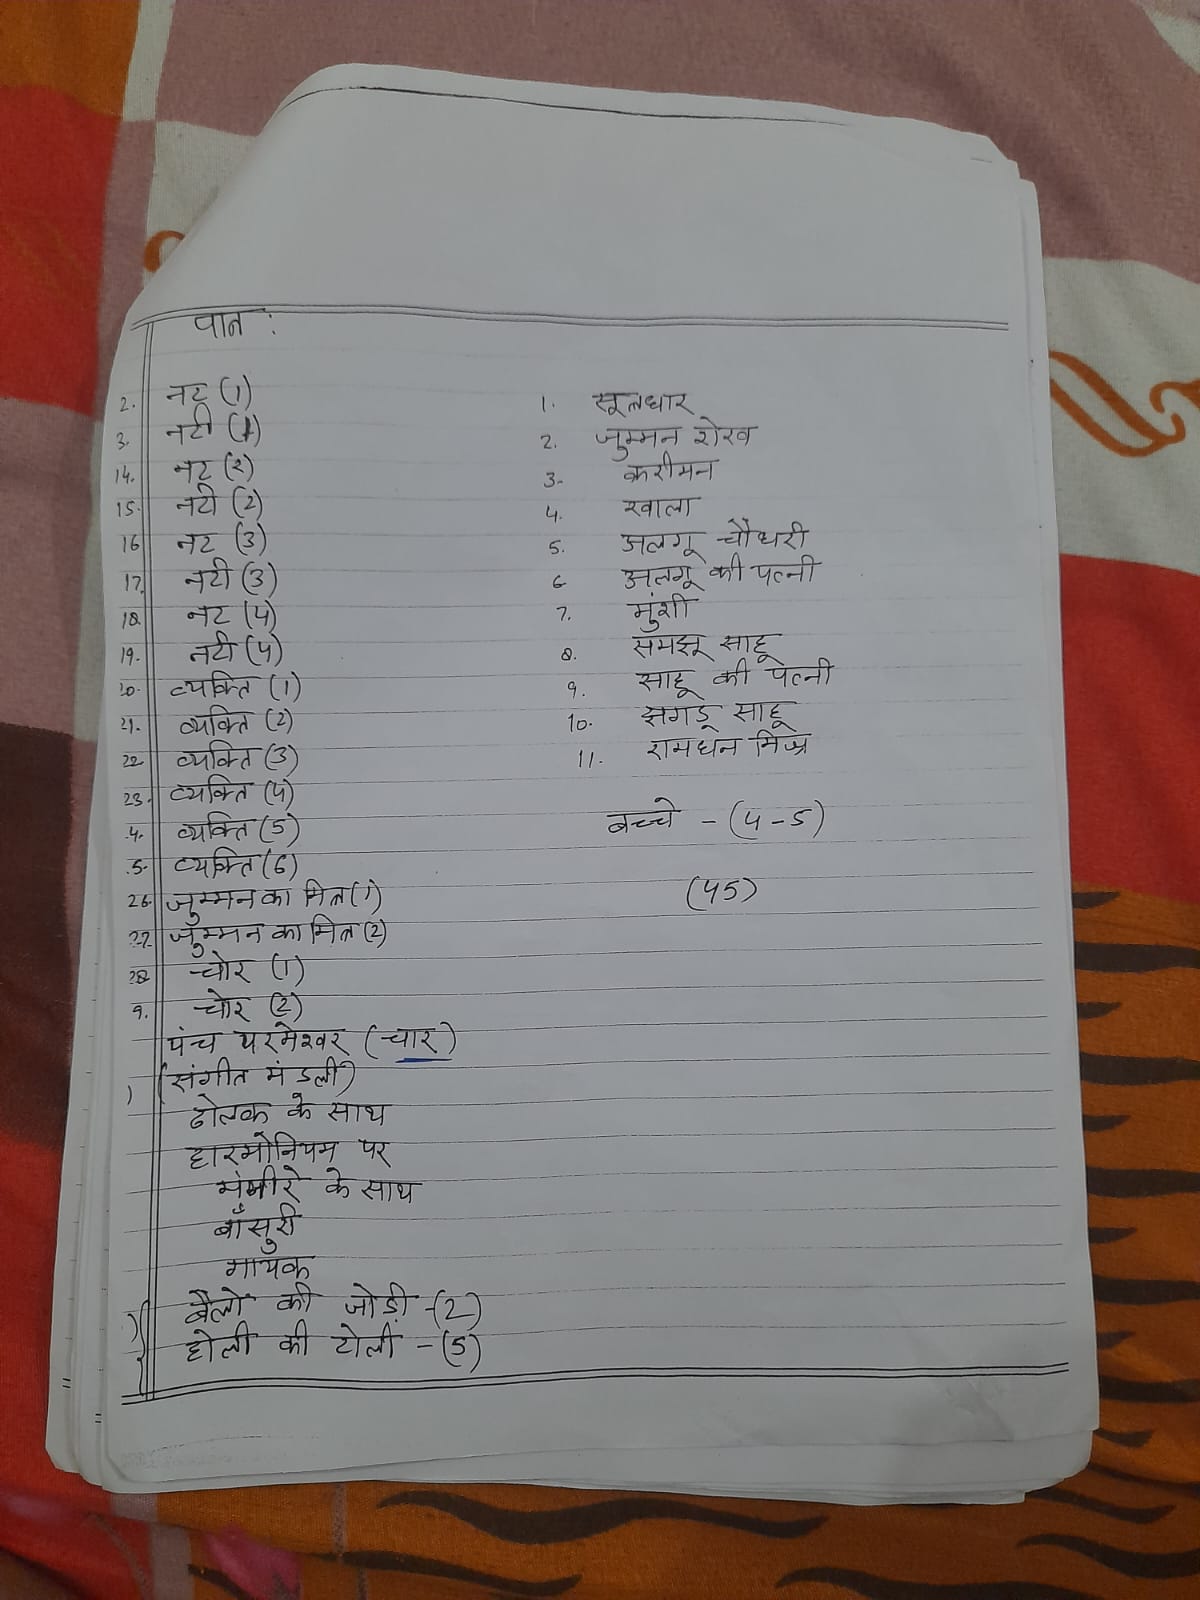 पात्र :
2. नट (1)
3. नटी (1)
14. नट (2)
15. नटी (2)
16 नट (3)
17. नटी (3)
18. नट (4)
19. नटी (4)
20. व्यक्ति (1)
21. व्यक्ति (2)
22 व्यक्ति (3)
23. व्यक्ति (4)
4. व्यक्ति (5)
5. व्यक्ति (6)
26. जुम्मन का मित्र (1)
27 जुम्मन का मित्र (2)
28 चोर (1)
9. चोर (2)
पंच परमेश्वर (चार)
(संगीत मंडली)
ढोलक के साथ
हारमोनियम पर
मंजीरे के साथ
बाँसुरी
गायक
बैलों की जोड़ी - (2)
होली की टोली - (5)
1. सूत्रधार
2. जुम्मन शेख
3. करीमन
4. खाला
5. अलगू चौधरी
6 अलगू की पत्नी
7. मुंशी
8. समझू साहू
9. साहू की पत्नी
10. झगडू साहू
11. रामधन मिश्र
बच्चे - (4-5)
(45)